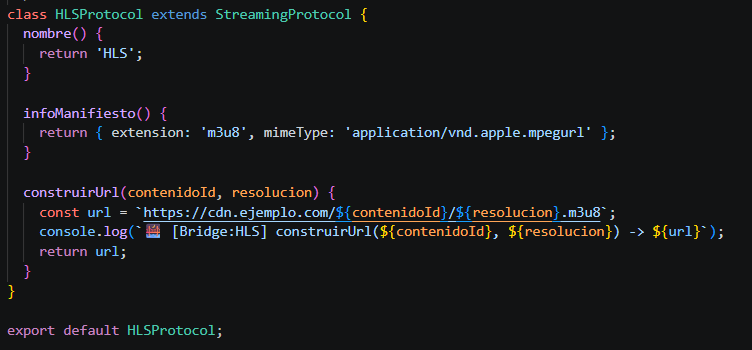 class HLSProtocol extends StreamingProtocol {
  nombre() {
    return 'HLS';
  }

  infoManifiesto() {
    return { extension: 'm3u8', mimeType: 'application/vnd.apple.mpegurl' };
  }

  construirUrl(contenidoId, resolucion) {
    const url = `https://cdn.ejemplo.com/${contenidoId}/${resolucion}.m3u8`;
    console.log(`🌉 [Bridge:HLS] construirUrl(${contenidoId}, ${resolucion}) -> ${url}`);
    return url;
  }
}

export default HLSProtocol;